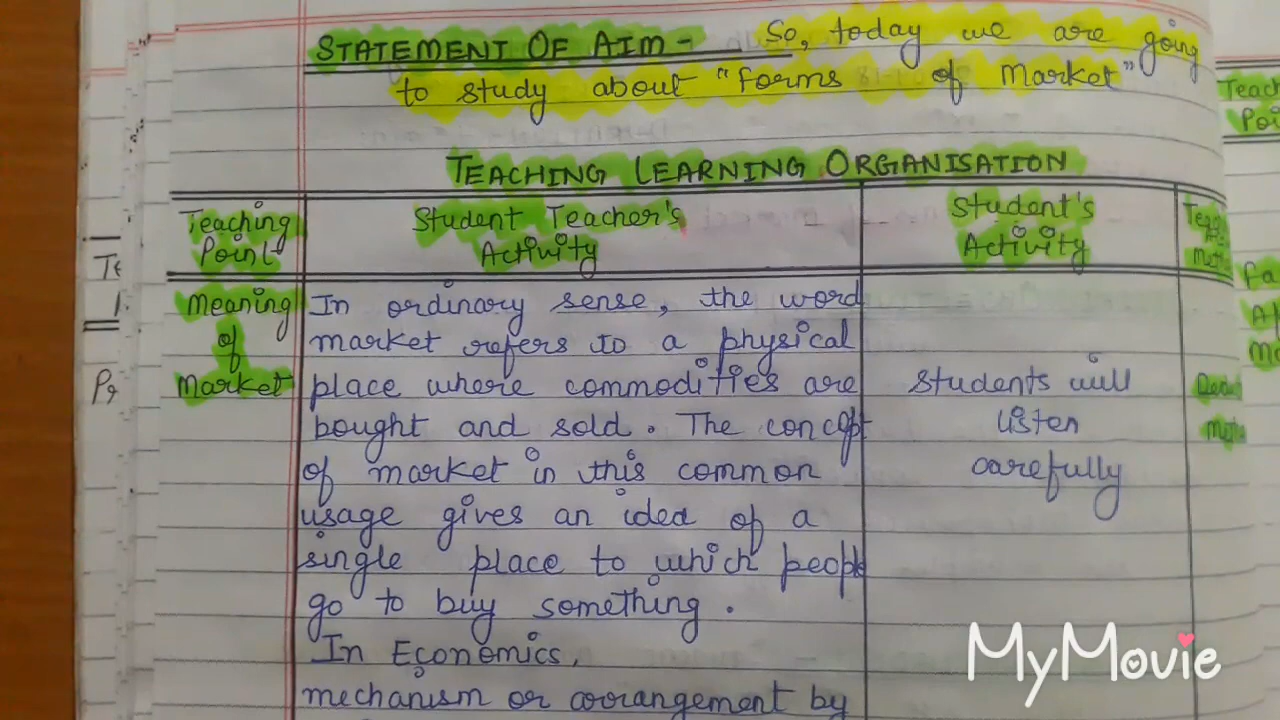 STATEMENT OF AIM - So, today we are going
to study about "forms of market"
TEACHING LEARNING ORGANISATION
Teaching Point
Student Teacher's Activity
Student's Activity
Meaning
of
Market
In ordinary sense, the word
market refers to a physical
place where commodities are
bought and sold. The concept
of market in this common
usage gives an idea of a
single place to which people
go to buy something.
In Economics,
mechanism or arrangement by
Students will
listen
carefully
MyMovie